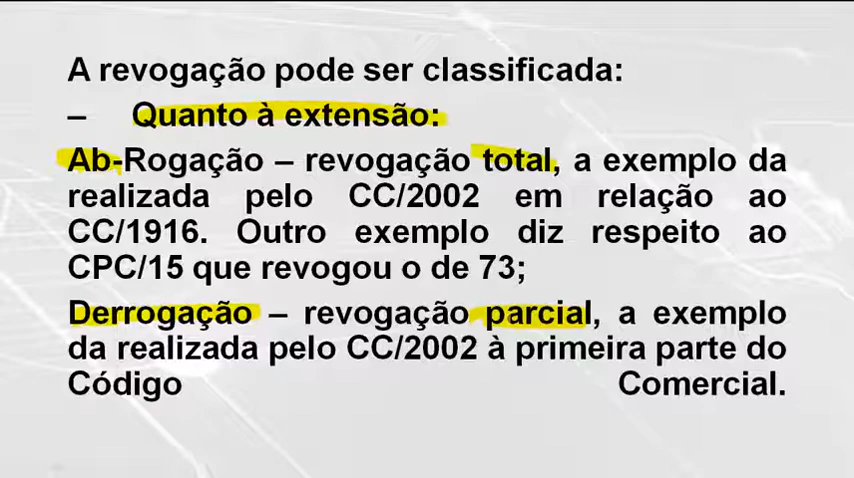 A revogação pode ser classificada:
– Quanto à extensão:
Ab-Rogação – revogação total, a exemplo da
realizada pelo CC/2002 em relação ao
CC/1916. Outro exemplo diz respeito ao
CPC/15 que revogou o de 73;
Derrogação – revogação parcial, a exemplo
da realizada pelo CC/2002 à primeira parte do
Código Comercial.